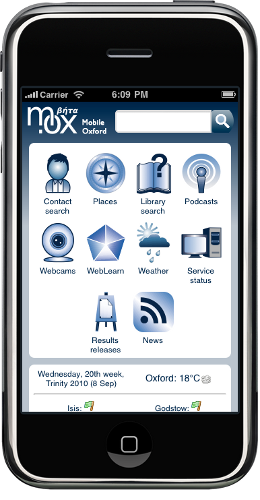 Carrier 6:09 PM
βήτα
mox
Mobile
Oxford
Contact
search
Places
Library
search
Podcasts
Webcams
WebLearn
Weather
Service
status
Results
releases
News
Wednesday, 20th week,
Trinity 2010 (8 Sep)
Oxford: 18°C
Isis:
Godstow: